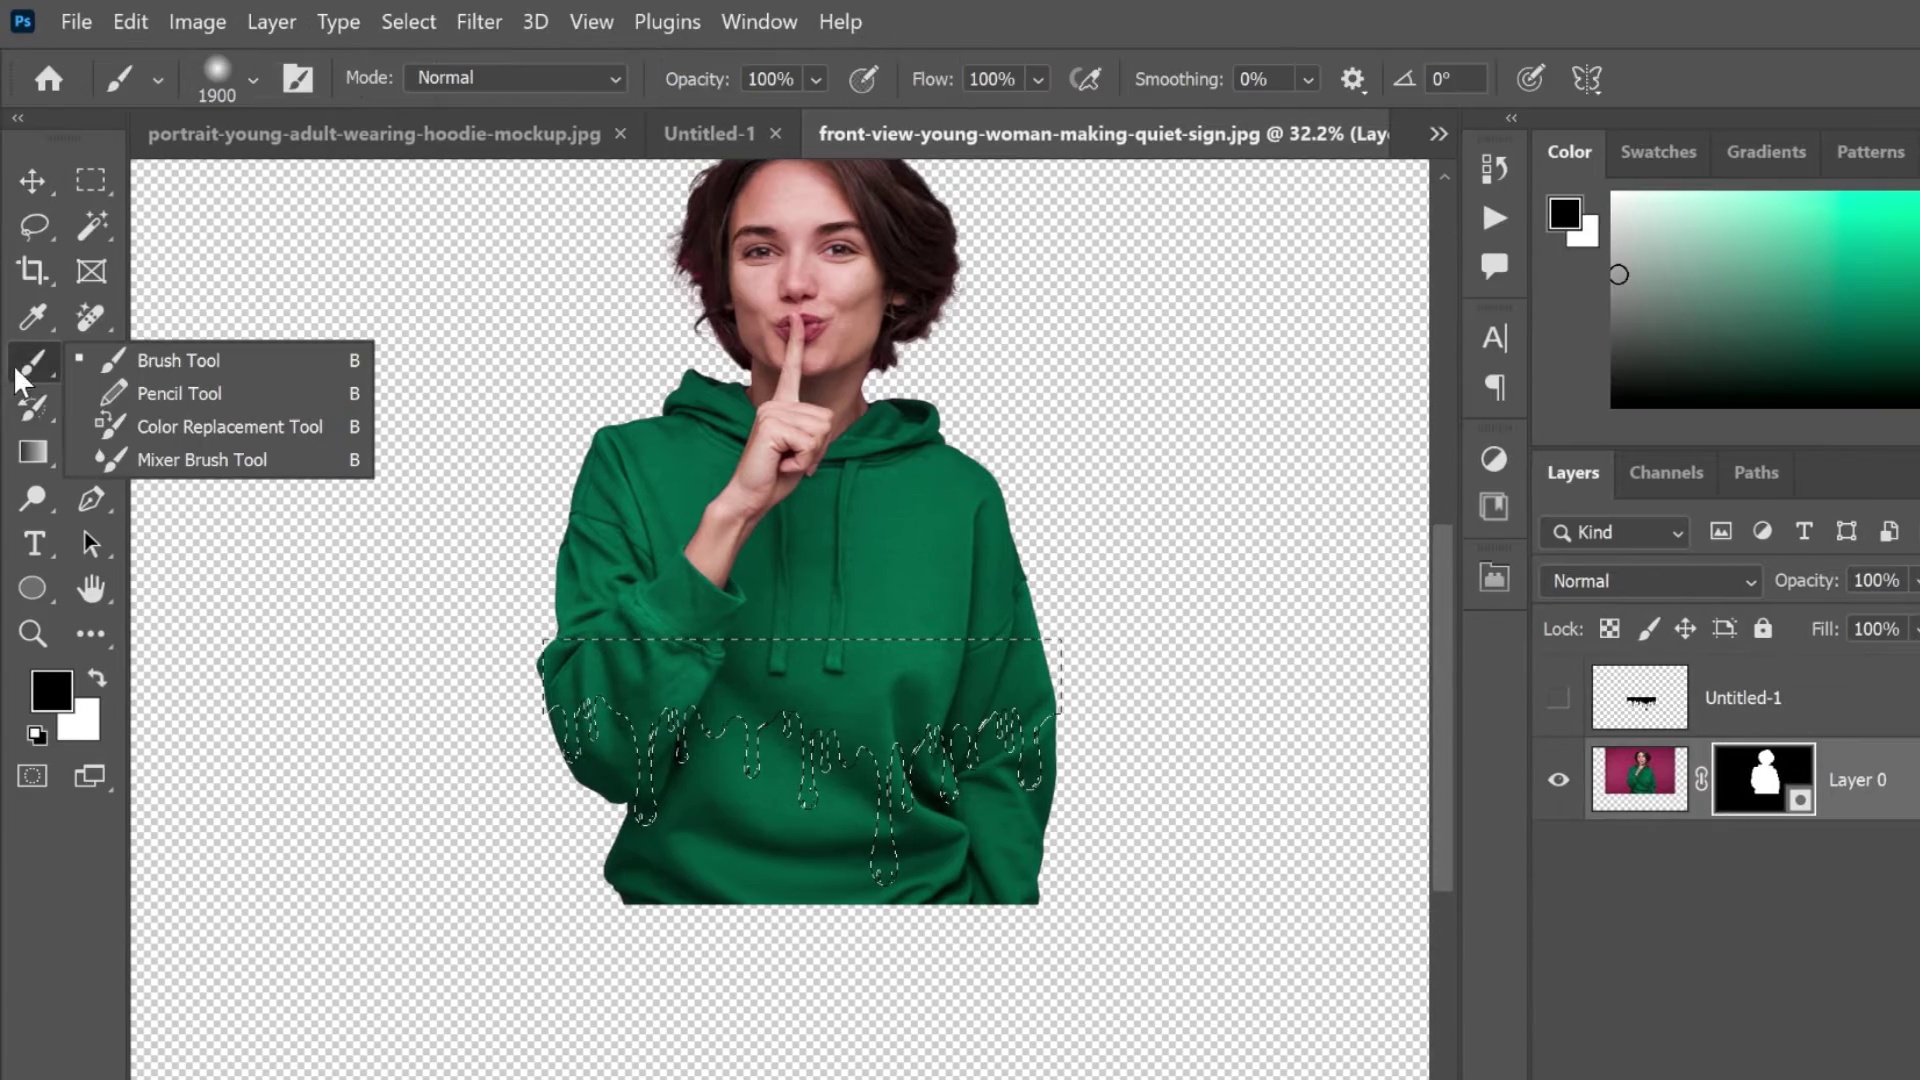 Ps File Edit Image Layer Type Select Filter 3D View Plugins Window Help
1900 Mode: Normal Opacity: 100% Flow: 100% Smoothing: 0% 0°
portrait-young-adult-wearing-hoodie-mockup.jpg × Untitled-1 × front-view-young-woman-making-quiet-sign.jpg @ 32.2% (Laye
Color Swatches Gradients Patterns
Brush Tool B
Pencil Tool B
Color Replacement Tool B
Mixer Brush Tool B
Layers Channels Paths
Kind
Normal Opacity: 100%
Lock: Fill: 100%
Untitled-1
Layer 0